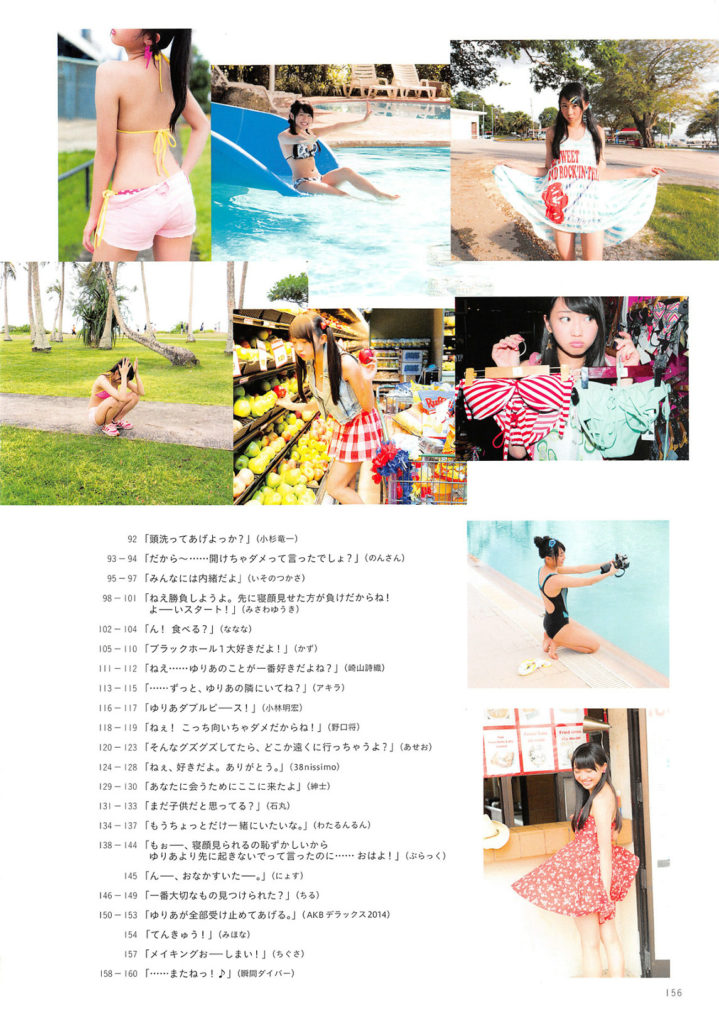 SWEET
AND ROCK'IN
92 「頭洗ってあげよっか？」（小杉竜一）
93－94 「だから～……開けちゃダメって言ったでしょ？」（のんさん）
95－97 「みんなには内緒だよ」（いそのつかさ）
98－101 「ねえ勝負しようよ。先に寝顔見せた方が負けだからね！
よーいスタート！」（みさわゆうき）
102－104 「ん！ 食べる？」（ななな）
105－110 「ブラックホール1大好きだよ！」（かず）
111－112 「ねえ……ゆりあのことが一番好きだよね？」（崎山詩織）
113－115 「……ずっと、ゆりあの隣にいてね？」（アキラ）
116－117 「ゆりあダブルピース！」（小林明宏）
118－119 「ねぇ！ こっち向いちゃダメだからね！」（野口将）
120－123 「そんなグズグズしてたら、どこか遠くに行っちゃうよ？」（あせお）
124－128 「ねぇ、好きだよ。ありがとう。」（38nissimo）
129－130 「あなたに会うためにここに来たよ」（紳士）
131－133 「まだ子供だと思ってる？」（石丸）
134－137 「もうちょっとだけ一緒にいたいな。」（わたるんるん）
138－144 「もぉー、寝顔見られるの恥ずかしいから
ゆりあより先に起きないでって言ったのに…… おはよ！」（ぶらっく）
145 「んー、おなかすいたー。」（にょす）
146－149 「一番大切なもの見つけられた？」（ちる）
150－153 「ゆりあが全部受け止めてあげる。」（AKBデラックス2014）
154 「てんきゅう！」（みほな）
157 「メイキングおーしまい！」（ちぐさ）
158－160 「……またねっ！♪」（瞬間ダイバー）
156